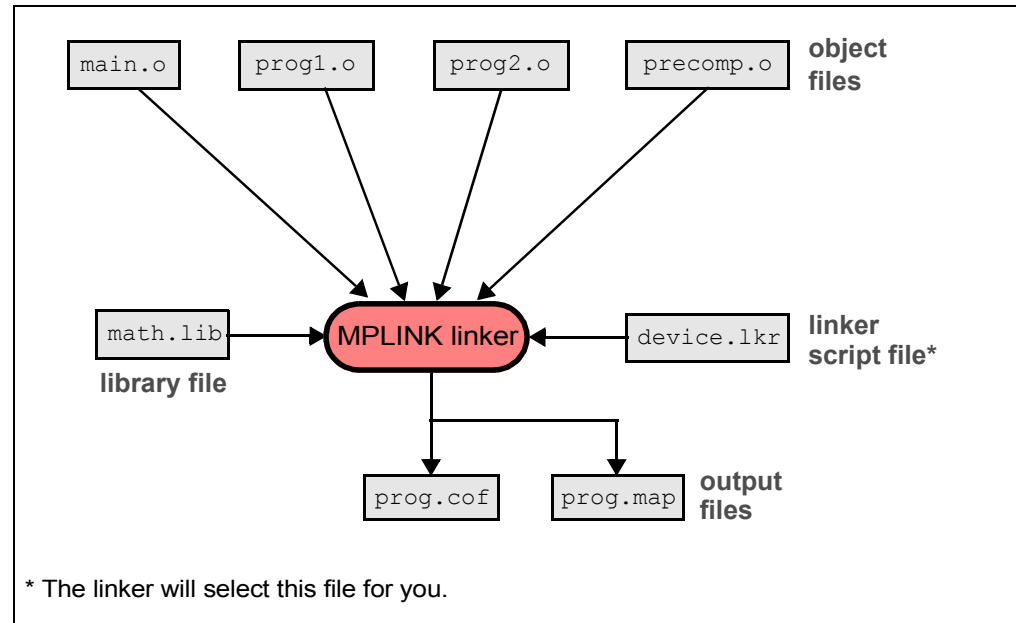 main.o
prog1.o
prog2.o
precomp.o
object
files
math.lib
library file
MPLINK linker
device.lkr
linker
script file*
prog.cof
prog.map
output
files
* The linker will select this file for you.